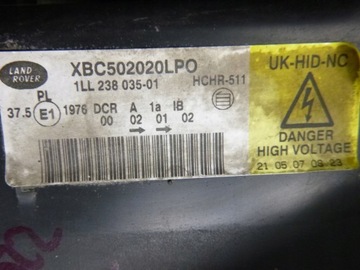 LAND
ROVER
XBC502020LPO
1LL 238 035-01
HCHR-511
UK-HID-NC
PL
37.5 E1 1976 DCR A 1a IB
00 02 01 02
DANGER
HIGH VOLTAGE
21 05 07 09 23